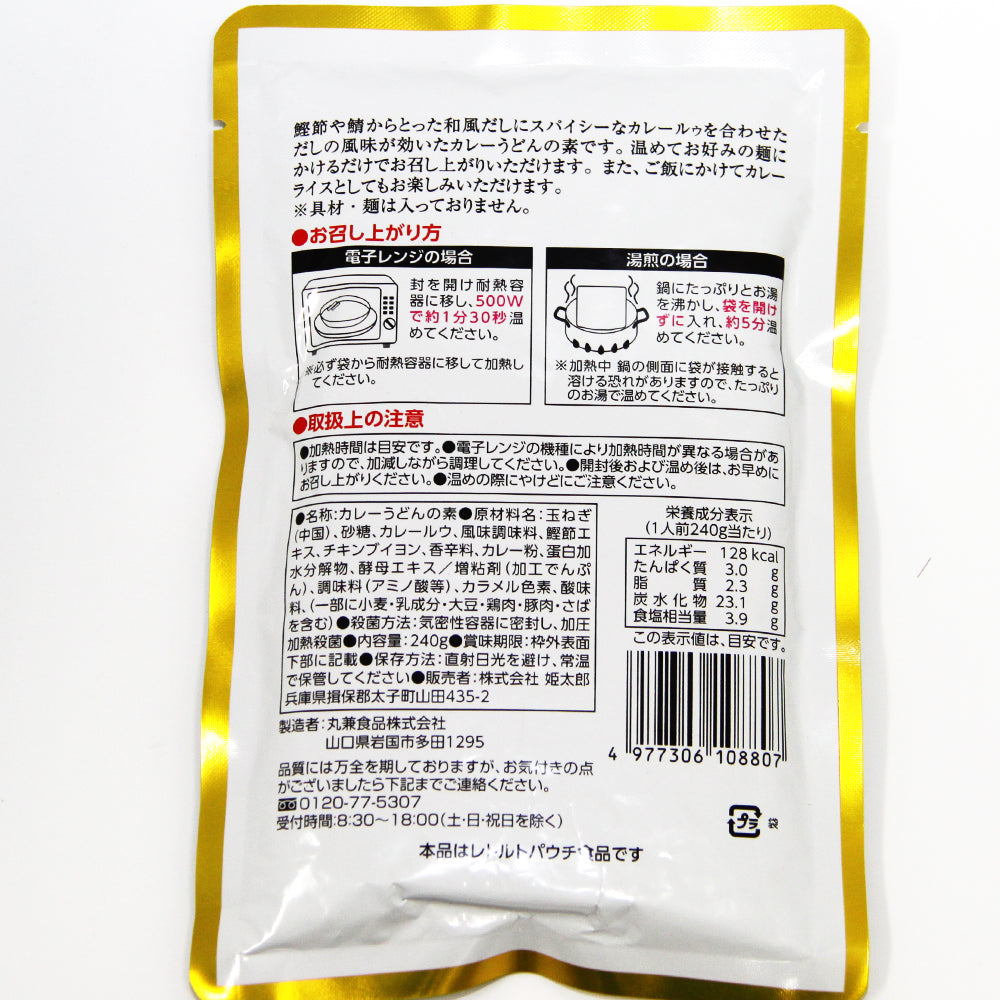 鰹節や鯖からとった和風だしにスパイシーなカレールゥを合わせた
だしの風味が効いたカレーうどんの素です。温めてお好みの麺に
かけるだけでお召し上がりいただけます。また、ご飯にかけてカレー
ライスとしてもお楽しみいただけます。
※具材・麺は入っておりません。
●お召し上がり方
電子レンジの場合
封を開け耐熱容
器に移し、500W
で約1分30秒温
めてください。
※必ず袋から耐熱容器に移して加熱し
てください。
湯煎の場合
鍋にたっぷりとお湯
を沸かし、袋を開け
ずに入れ、約5分温
めてください。
※加熱中 鍋の側面に袋が接触すると
溶ける恐れがありますので、たっぷり
のお湯で温めてください。
●取扱上の注意
●加熱時間は目安です。●電子レンジの機種により加熱時間が異なる場合があ
りますので、加減しながら調理してください。●開封後および温め後は、お早めに
お召し上がりください。●温めの際にやけどにご注意ください。
●名称:カレーうどんの素●原材料名:玉ねぎ
(中国)、砂糖、カレールウ、風味調味料、鰹節エ
キス、チキンブイヨン、香辛料、カレー粉、蛋白加
水分解物、酵母エキス/増粘剤(加工でんぷ
ん)、調味料(アミノ酸等)、カラメル色素、酸味
料、(一部に小麦・乳成分・大豆・鶏肉・豚肉・さば
を含む)●殺菌方法:気密性容器に密封し、加圧
加熱殺菌●内容量:240g●賞味期限:枠外表面
下部に記載●保存方法:直射日光を避け、常温
で保管してください●販売者:株式会社 姫太郎
兵庫県揖保郡太子町山田435-2
栄養成分表示
(1人前240g当たり)
エネルギー 128 kcal
たんぱく質 3.0 g
脂質 2.3 g
炭水化物 23.1 g
食塩相当量 3.9 g
この表示値は、目安です。
4 977306 108807
製造者:丸兼食品株式会社
山口県岩国市多田1295
品質には万全を期しておりますが、お気付きの点
がございましたら下記までご連絡ください。
0120-77-5307
受付時間:8:30～18:00(土・日・祝日を除く)
プラ 袋
本品はレトルトパウチ食品です